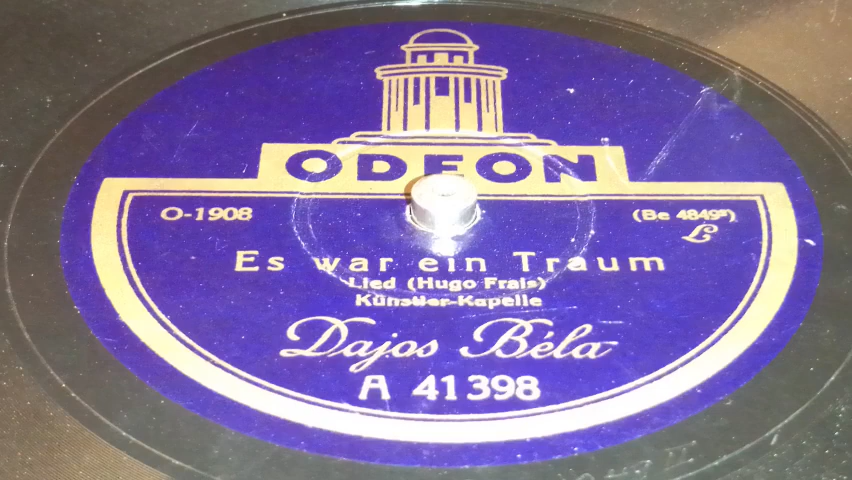 ODEON
O-1908
(Be 4849²)
L
Es war ein Traum
Lied (Hugo Frais)
Künstler-Kapelle
Dajos Béla
A 41398